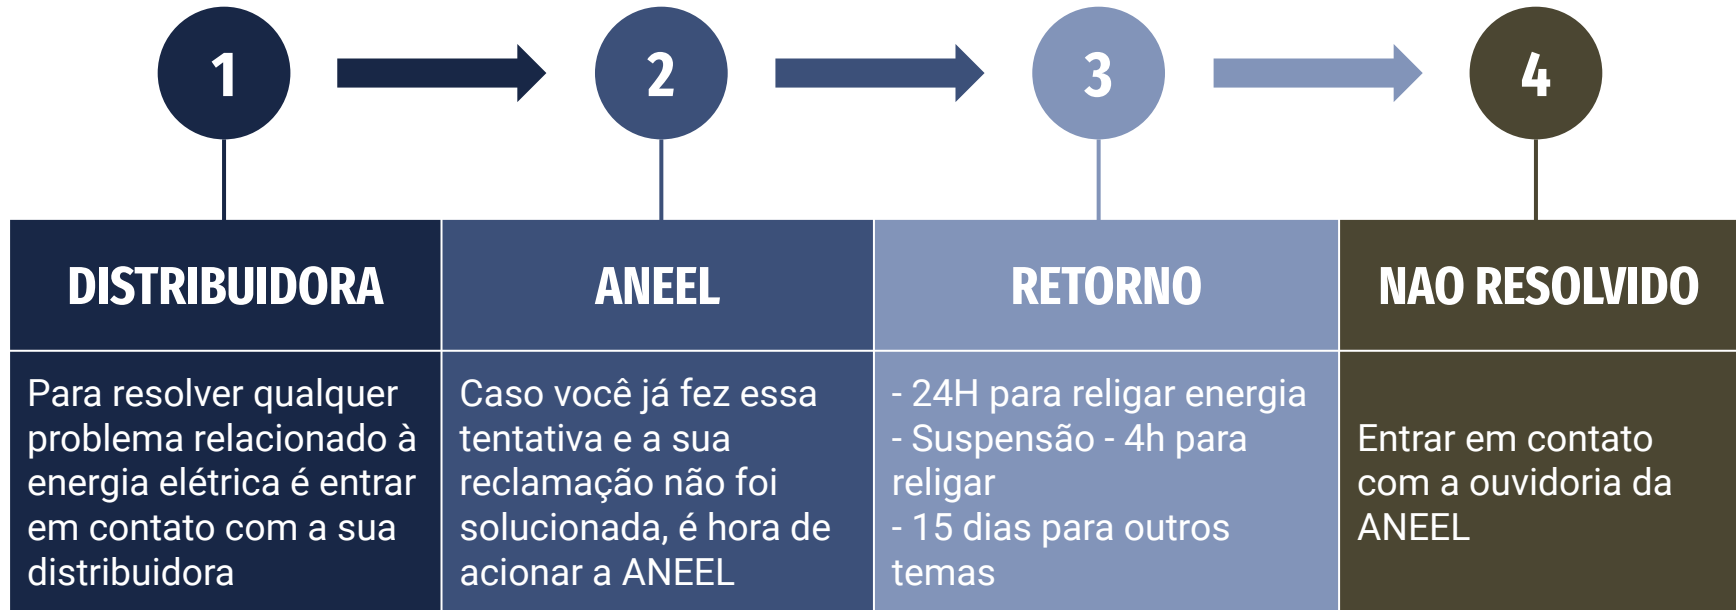 1
2
3
4
DISTRIBUIDORA
ANEEL
RETORNO
NAO RESOLVIDO
Para resolver qualquer
problema relacionado à
energia elétrica é entrar
em contato com a sua
distribuidora
Caso você já fez essa
tentativa e a sua
reclamação não foi
solucionada, é hora de
acionar a ANEEL
- 24H para religar energia
- Suspensão - 4h para
religar
- 15 dias para outros
temas
Entrar em contato
com a ouvidoria da
ANEEL